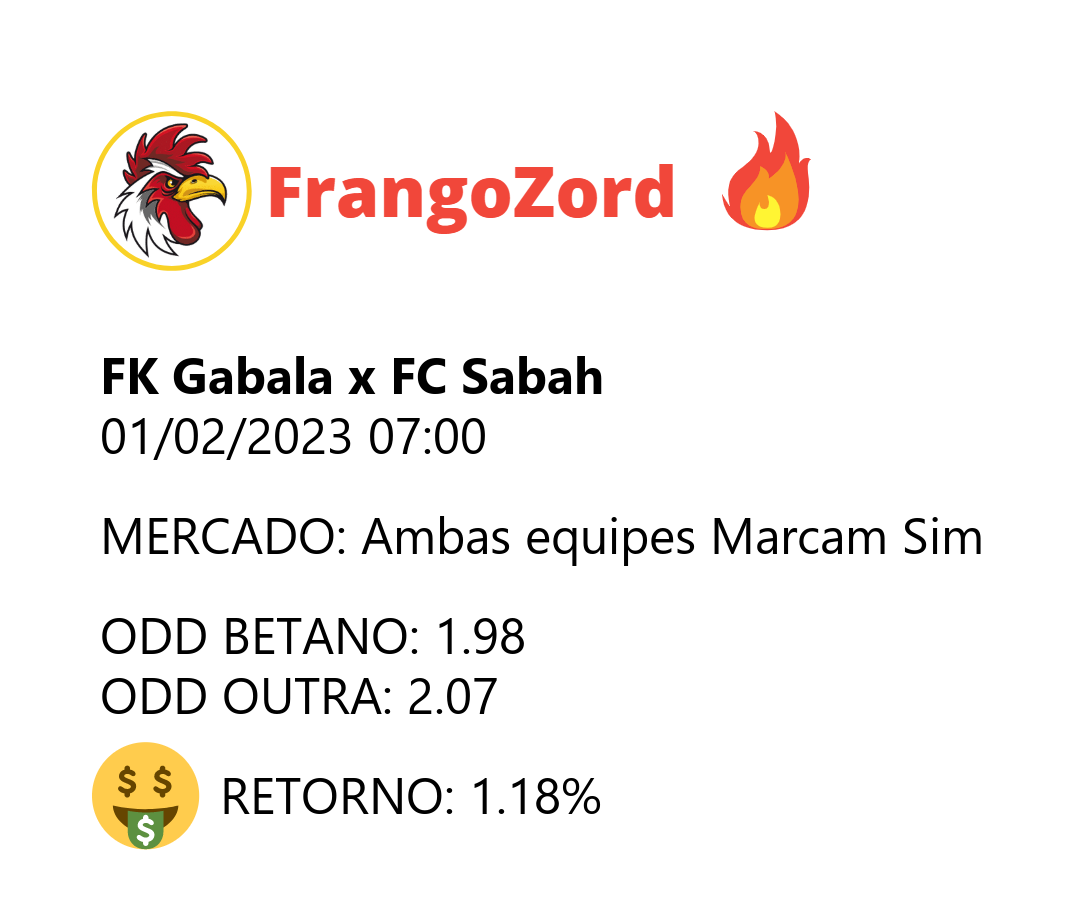 FrangoZord
FK Gabala x FC Sabah
01/02/2023 07:00
MERCADO: Ambas equipes Marcam Sim
ODD BETANO: 1.98
ODD OUTRA: 2.07
$ $
$
RETORNO: 1.18%